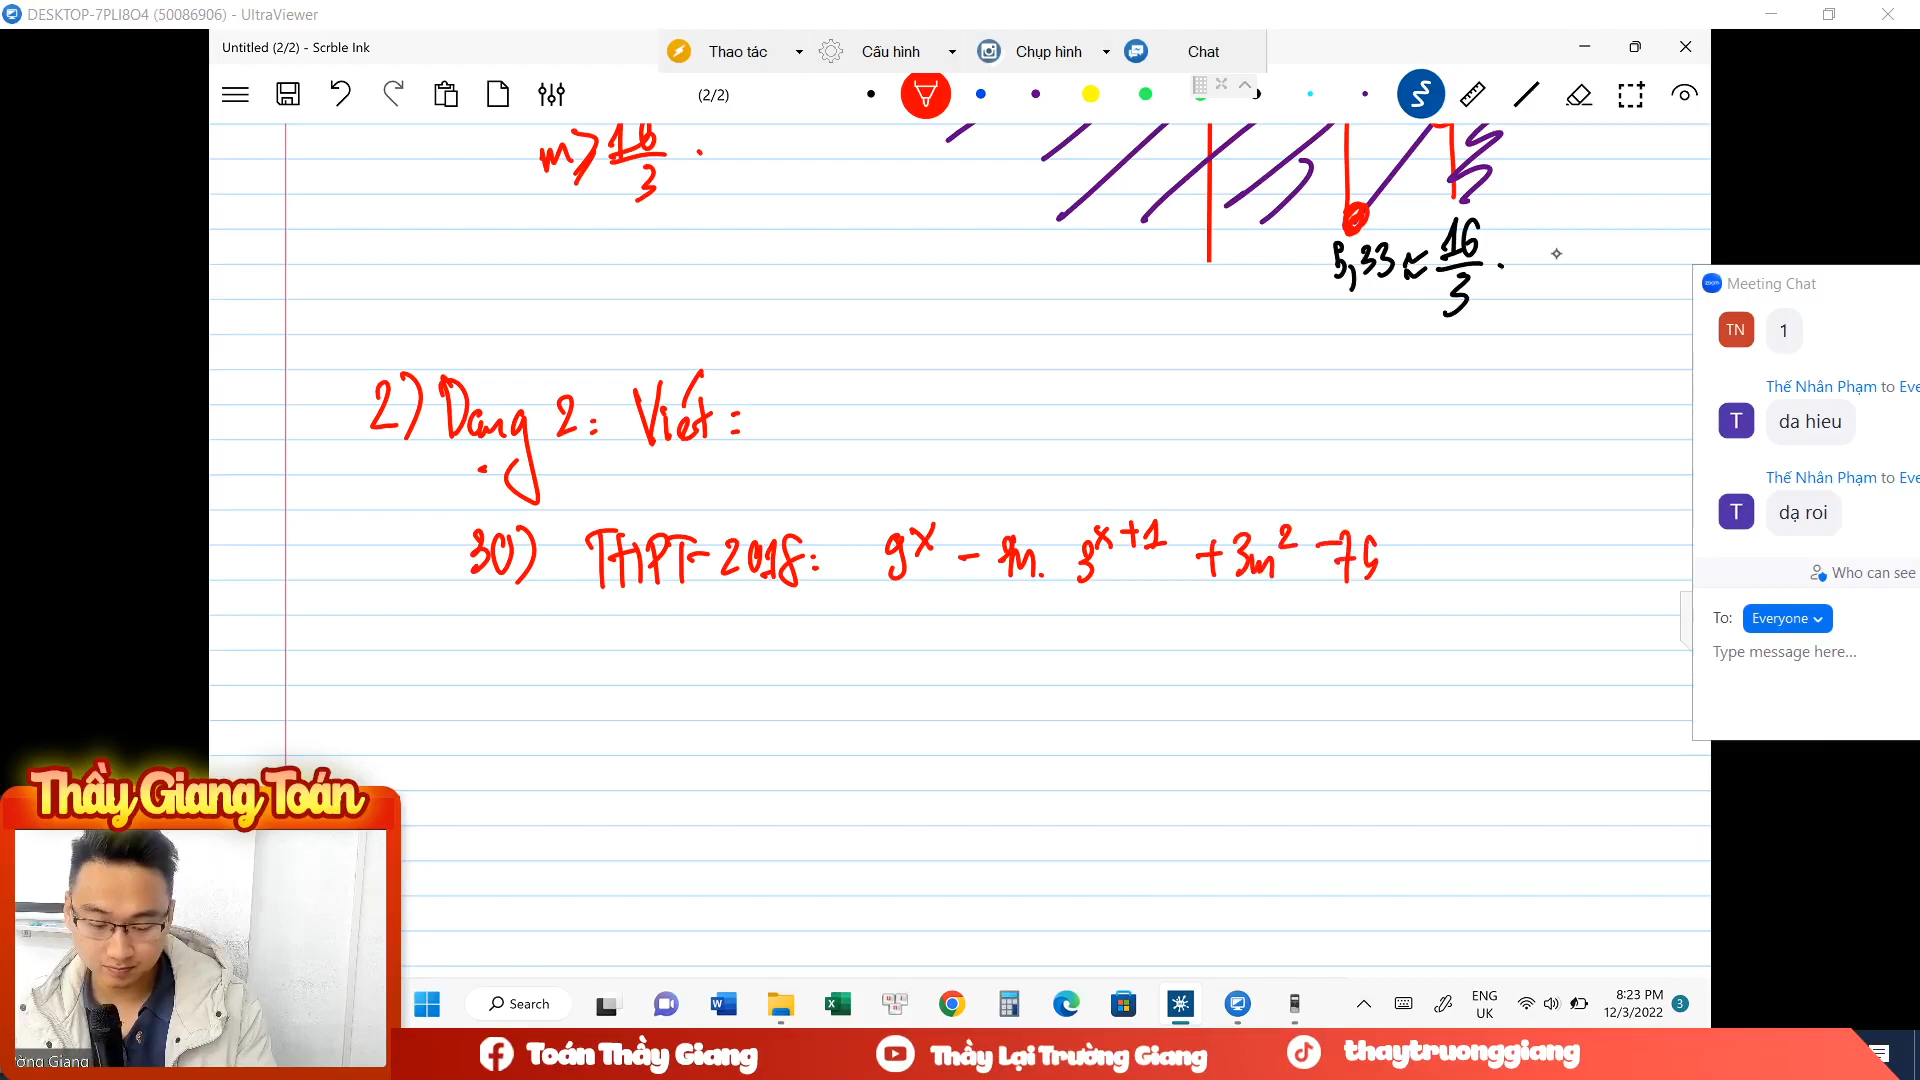 DESKTOP-7PLI8O4 (50086906) - UltraViewer
Untitled (2/2) - Scrble Ink
Thao tác
Cấu hình
Chụp hình
Chat
(2/2)
m > 16/3 .
5,33 ≈ 16/3 .
Meeting Chat
TN
1
Thế Nhân Phạm to Eve
T
da hieu
Thế Nhân Phạm to Eve
T
dạ roi
Who can see
To:
Everyone
Type message here...
2) Dạng 2: Viét:
30) THPT-2018: 9^x - m. 3^(x+1) + 3m^2 - 75
Thầy Giang Toán
ờng Giang
Search
ENG
UK
8:23 PM
12/3/2022
3
Toán Thầy Giang
Thầy Lại Trường Giang
thaytruonggiang